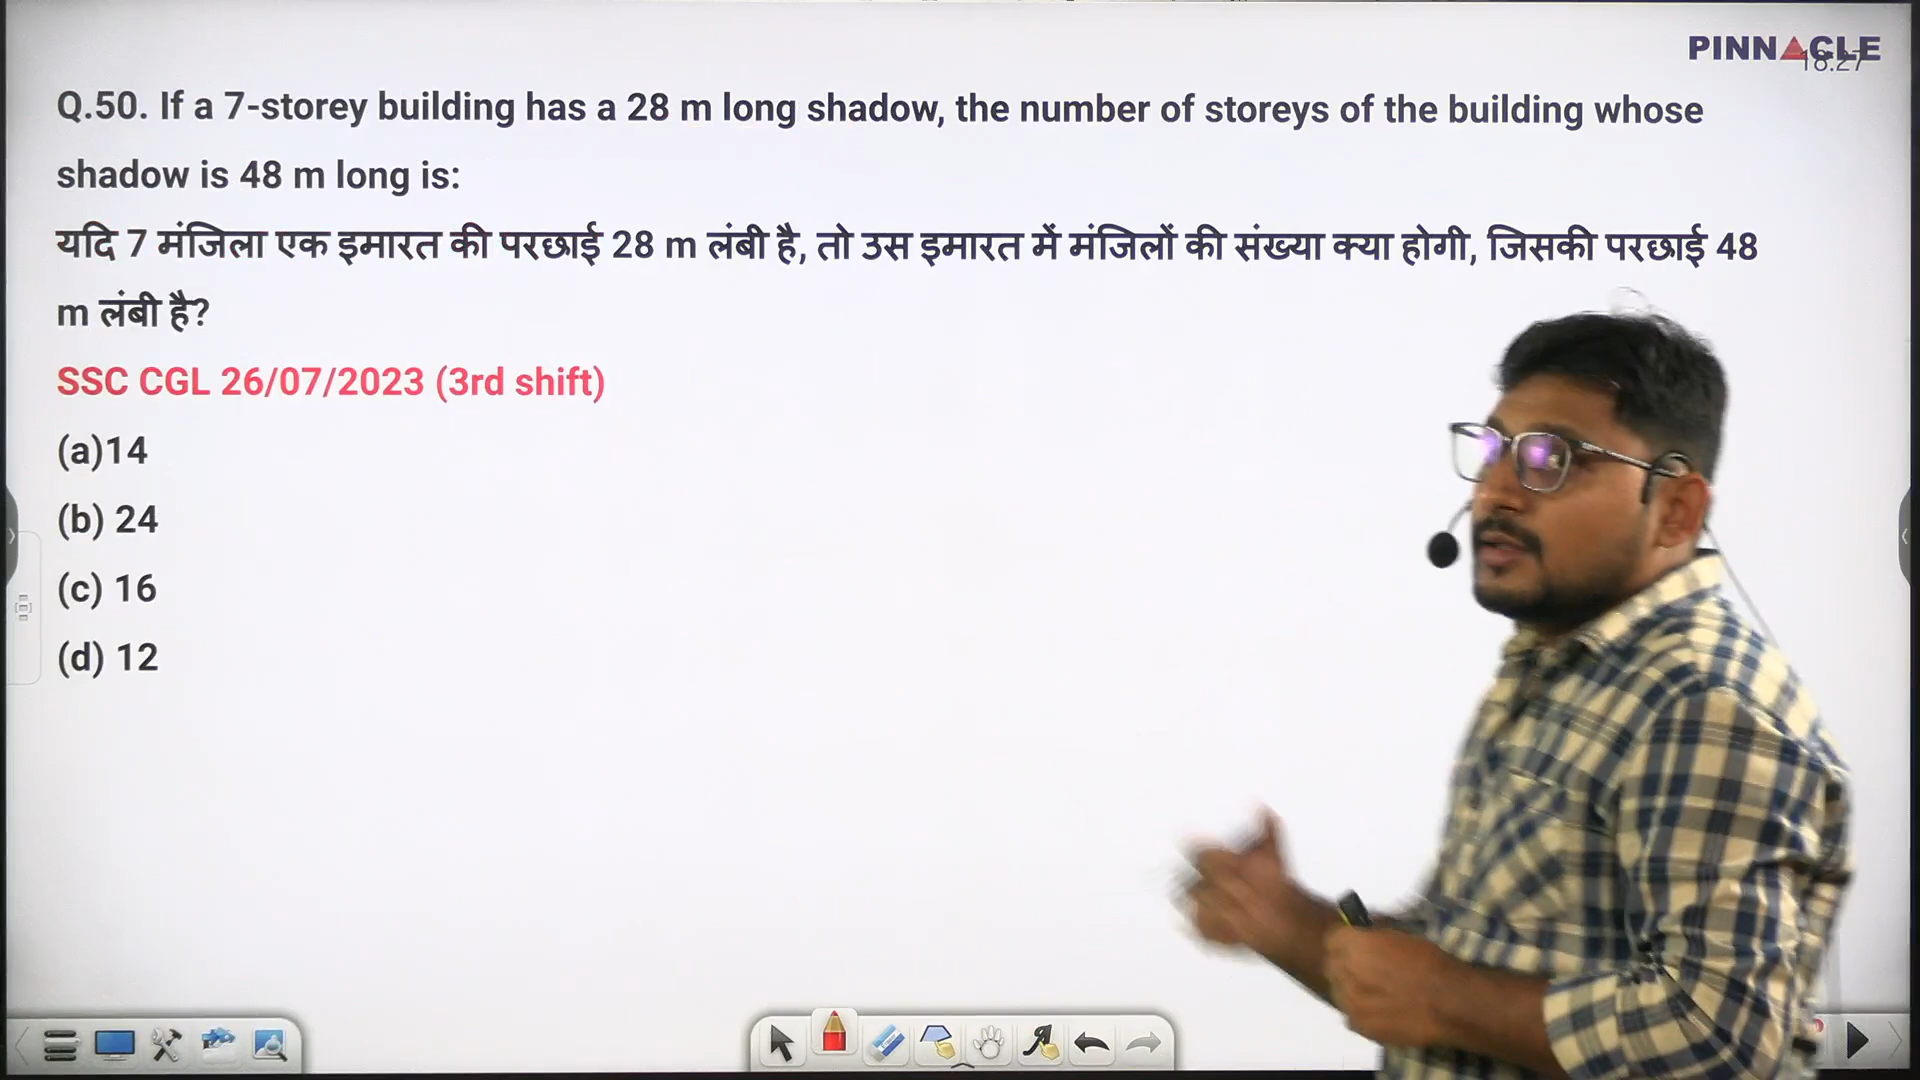 PINNACLE
18:27
Q.50. If a 7-storey building has a 28 m long shadow, the number of storeys of the building whose
shadow is 48 m long is:
यदि 7 मंजिला एक इमारत की परछाई 28 m लंबी है, तो उस इमारत में मंजिलों की संख्या क्या होगी, जिसकी परछाई 48
m लंबी है?
SSC CGL 26/07/2023 (3rd shift)
(a)14
(b) 24
(c) 16
(d) 12